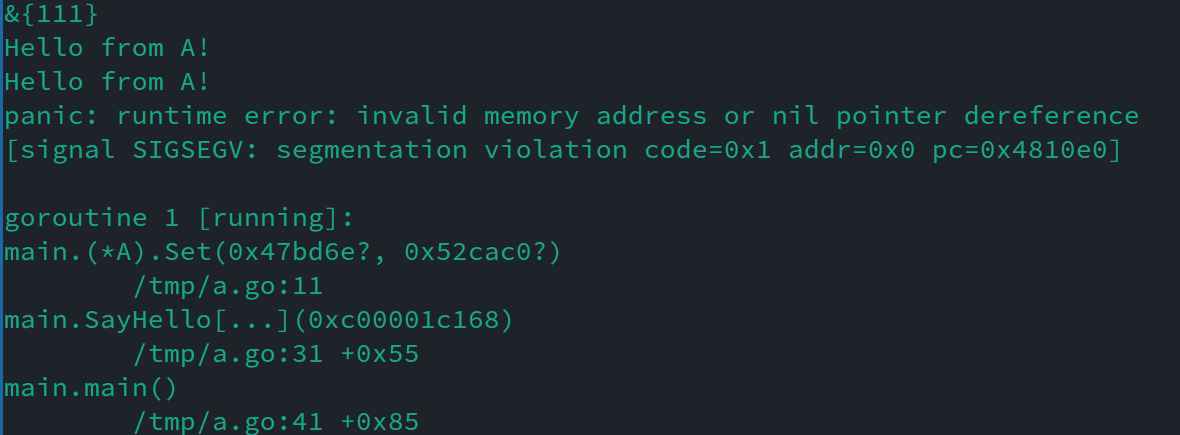 &{111}
Hello from A!
Hello from A!
panic: runtime error: invalid memory address or nil pointer dereference
[signal SIGSEGV: segmentation violation code=0x1 addr=0x0 pc=0x4810e0]
goroutine 1 [running]:
main.(*A).Set(0x47bd6e?, 0x52cac0?)
/tmp/a.go:11
main.SayHello[...](0xc00001c168)
/tmp/a.go:31 +0x55
main.main()
/tmp/a.go:41 +0x85